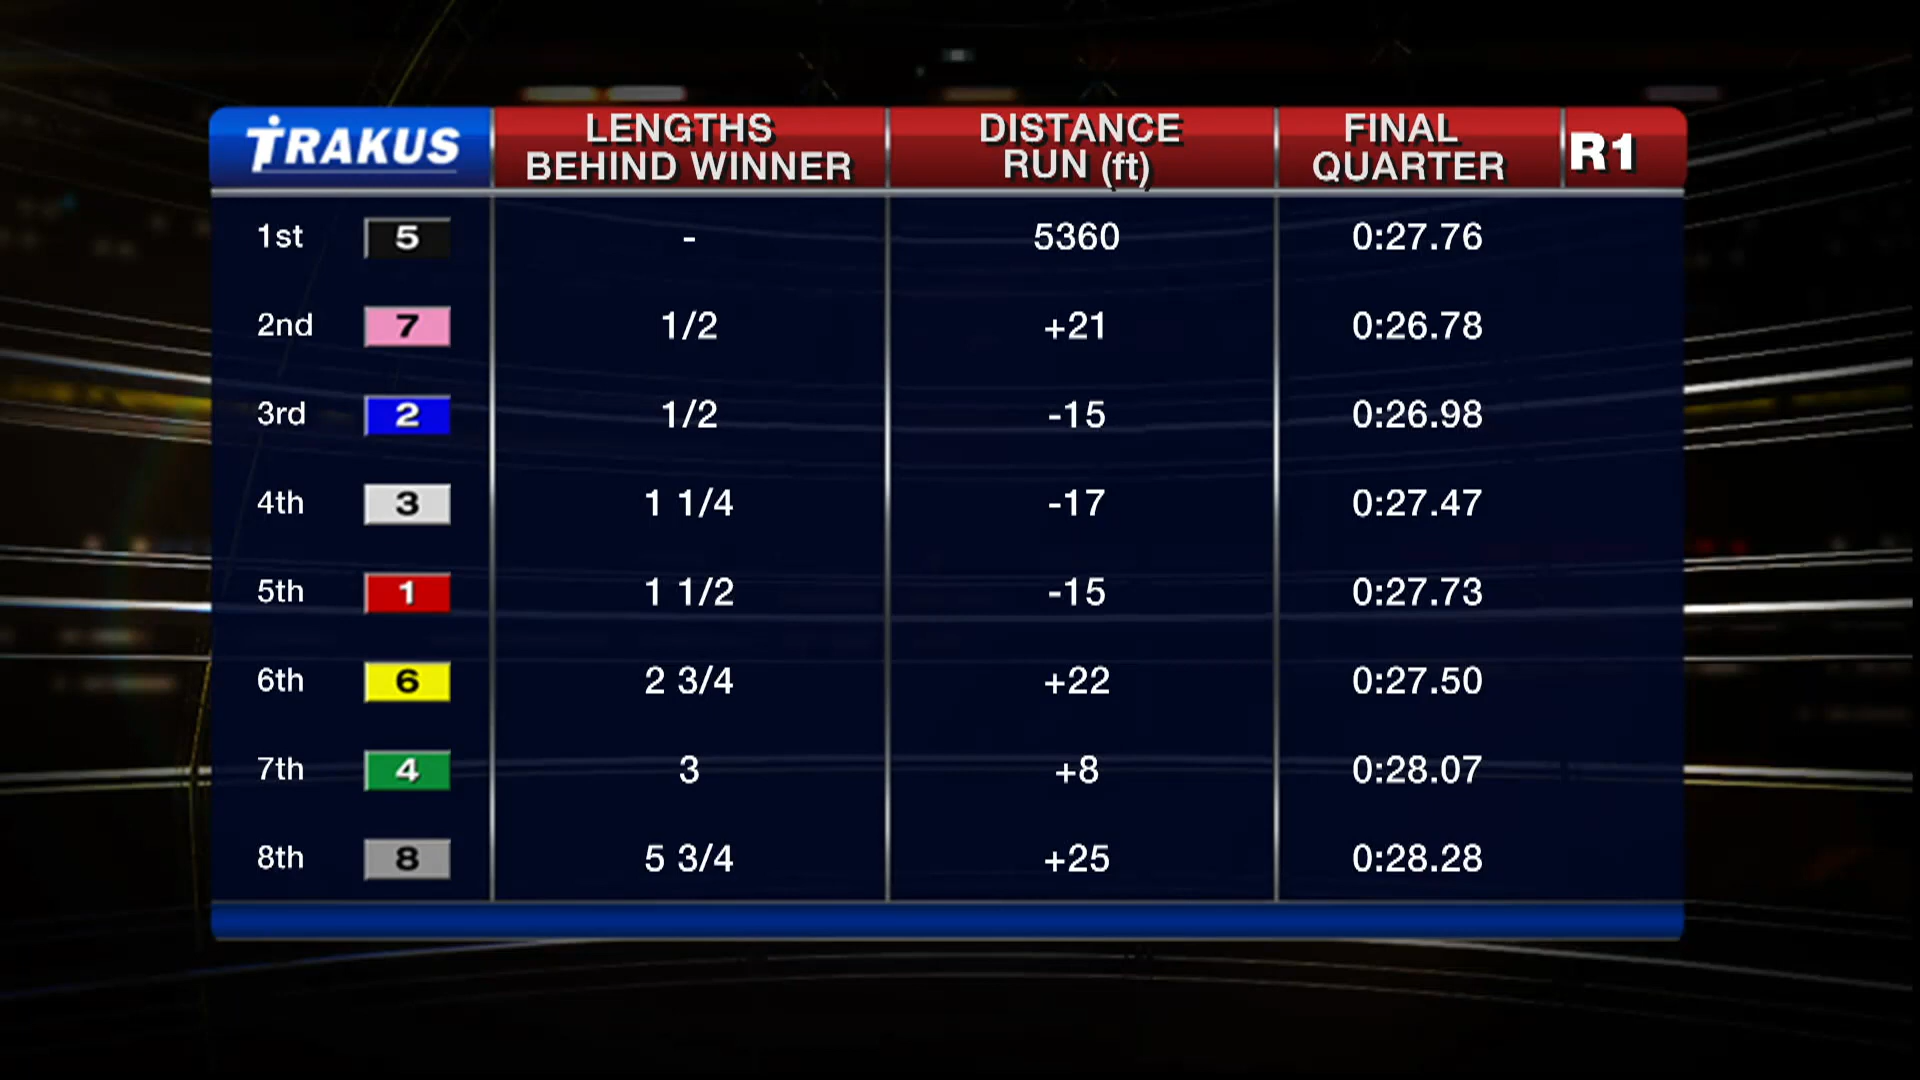 TRAKUS LENGTHS BEHIND WINNER DISTANCE RUN (ft) FINAL QUARTER R1
1st 5 - 5360 0:27.76
2nd 7 1/2 +21 0:26.78
3rd 2 1/2 -15 0:26.98
4th 3 1 1/4 -17 0:27.47
5th 1 1 1/2 -15 0:27.73
6th 6 2 3/4 +22 0:27.50
7th 4 3 +8 0:28.07
8th 8 5 3/4 +25 0:28.28